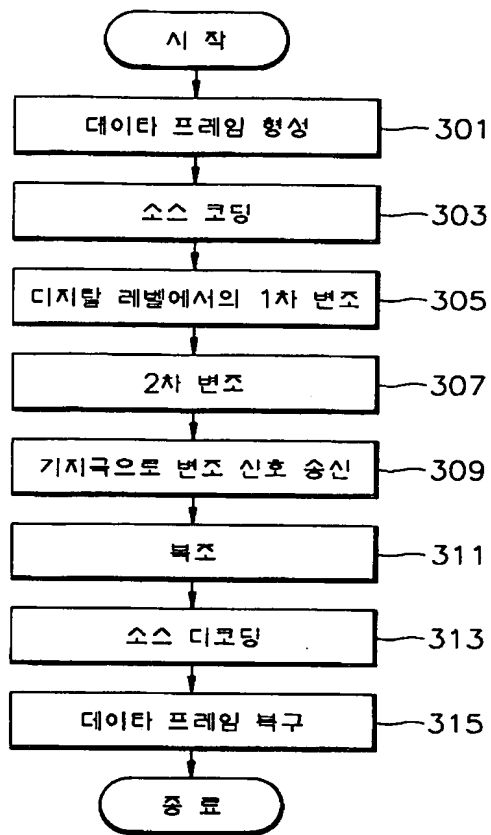 시 작
데이타 프레임 형성
301
소스 코딩
303
디지탈 레벨에서의 1차 변조
305
2차 변조
307
기지국으로 변조 신호 송신
309
복조
311
소스 디코딩
313
데이타 프레임 복구
315
종 료